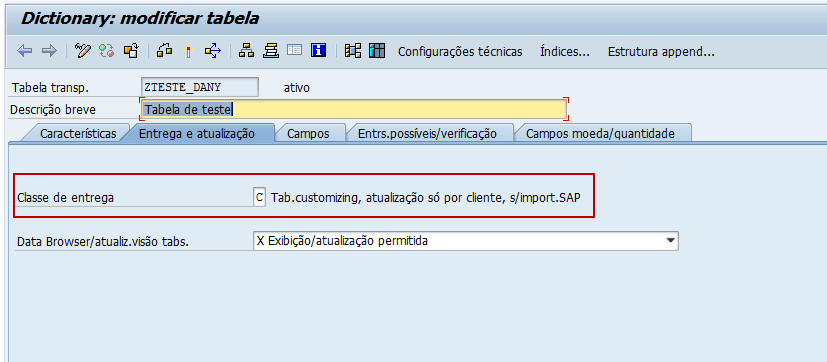 Dictionary: modificar tabela
Configurações técnicas Índices... Estrutura append...
Tabela transp. ZTESTE_DANY ativo
Descrição breve Tabela de teste
Características Entrega e atualização Campos Entrs.possíveis/verificação Campos moeda/quantidade
Classe de entrega C Tab.customizing, atualização só por cliente, s/import.SAP
Data Browser/atualiz.visão tabs. X Exibição/atualização permitida